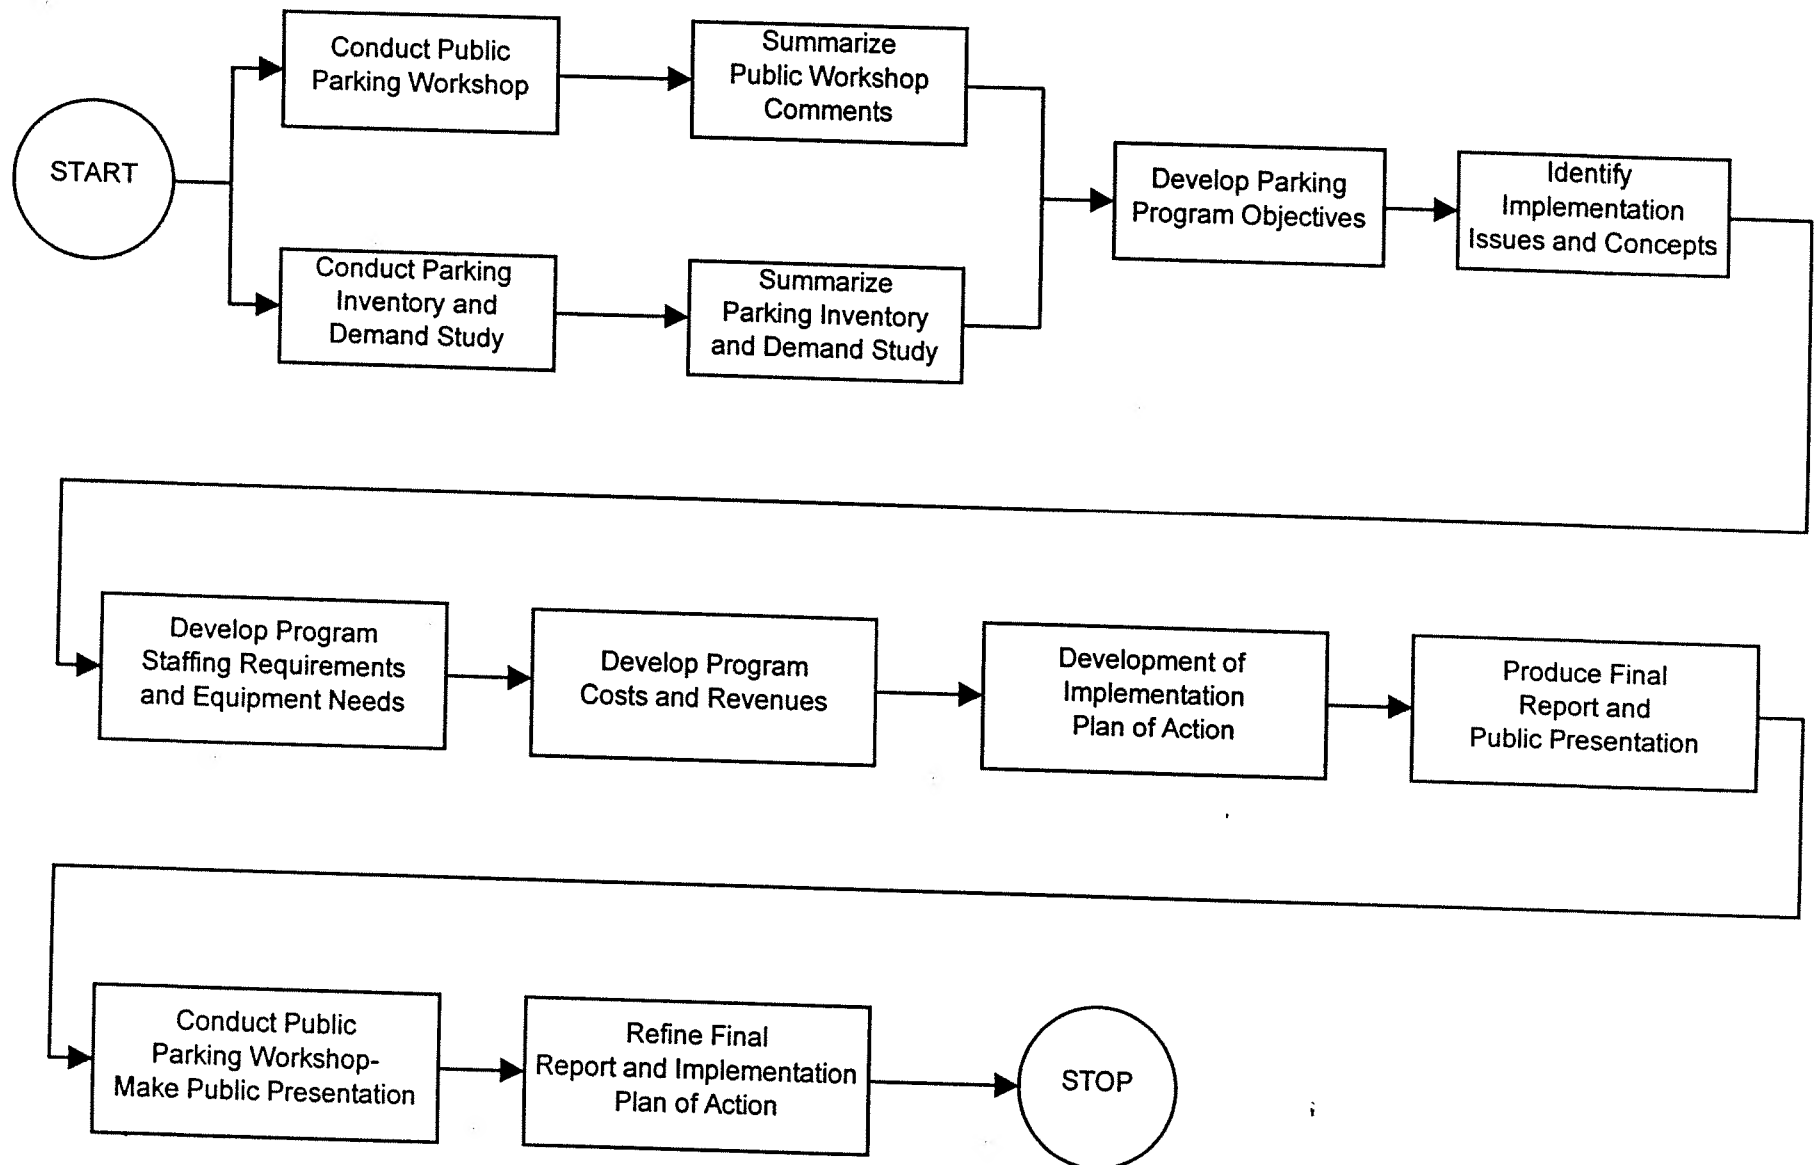 START
Conduct Public
Parking Workshop
Summarize
Public Workshop
Comments
Conduct Parking
Inventory and
Demand Study
Summarize
Parking Inventory
and Demand Study
Develop Parking
Program Objectives
Identify
Implementation
Issues and Concepts
Develop Program
Staffing Requirements
and Equipment Needs
Develop Program
Costs and Revenues
Development of
Implementation
Plan of Action
Produce Final
Report and
Public Presentation
Conduct Public
Parking Workshop-
Make Public Presentation
Refine Final
Report and Implementation
Plan of Action
STOP